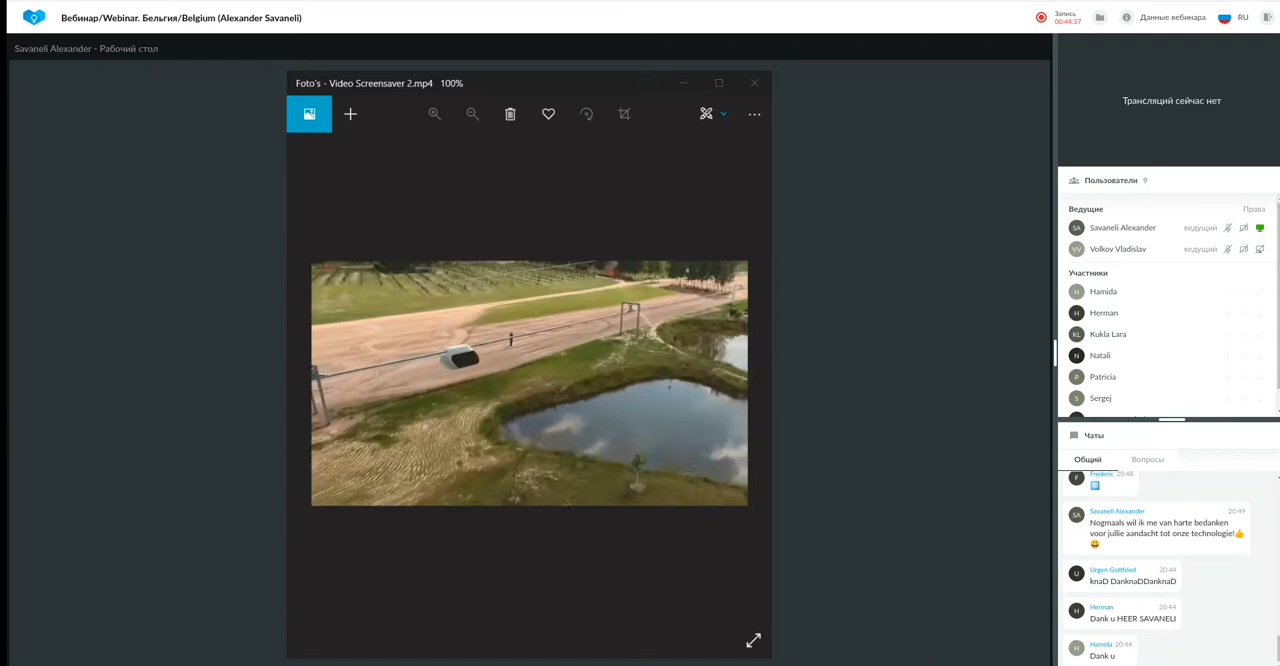 Вебинар/Webinar. Бельгия/Belgium (Alexander Savaneli)
Запись
00:44:37
Данные вебинара
RU
Savaneli Alexander - Рабочий стол
Foto's - Video Screensaver 2.mp4 100%
Трансляций сейчас нет
Пользователи 9
Ведущие Права
SA Savaneli Alexander ведущий
VV Volkov Vladislav ведущий
Участники
H Hamida
H Herman
KL Kukla Lara
N Natali
P Patricia
S Sergej
Чаты
Общий Вопросы
F Frederic 20:48
SA Savaneli Alexander 20:49
Nogmaals wil ik me van harte bedanken
voor jullie aandacht tot onze technologie!👍
😃
U Urgen Gottfried 20:44
knaD DanknaDDanknaD
H Herman 20:44
Dank u HEER SAVANELI
H Hamida 20:44
Dank u